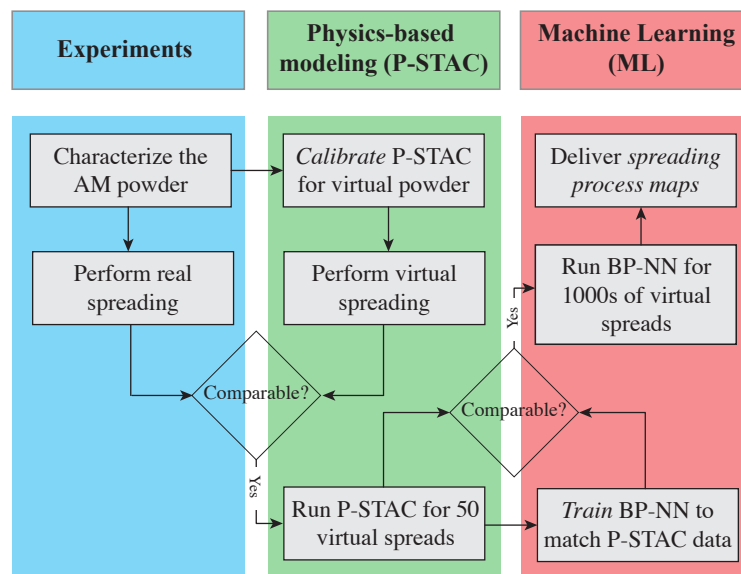 Experiments
Physics-based
modeling (P-STAC)
Machine Learning
(ML)
Characterize the
AM powder
Calibrate P-STAC
for virtual powder
Deliver spreading
process maps
Perform real
spreading
Perform virtual
spreading
Run BP-NN for
1000s of virtual
spreads
Yes
Comparable?
Comparable?
Yes
Run P-STAC for 50
virtual spreads
Train BP-NN to
match P-STAC data